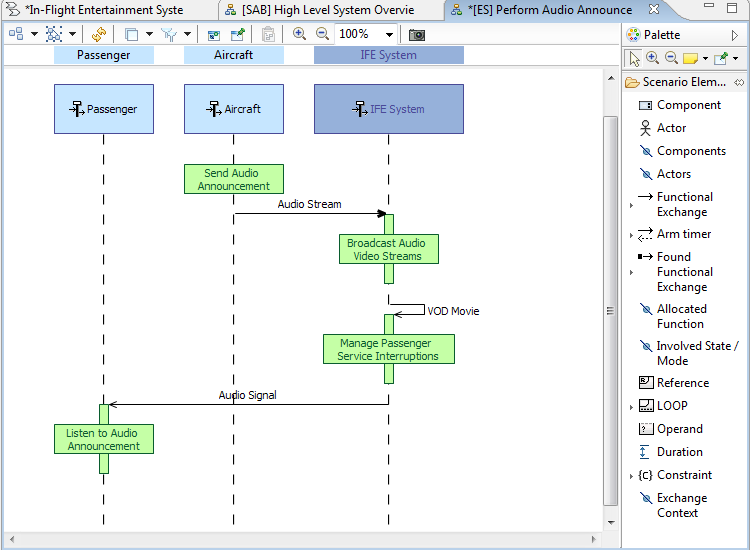 *In-Flight Entertainment Syste
[SAB] High Level System Overvie
*[ES] Perform Audio Announce
100%
Palette
Passenger
Aircraft
IFE System
Passenger
Aircraft
IFE System
Send Audio
Announcement
Audio Stream
Broadcast Audio
Video Streams
VOD Movie
Manage Passenger
Service Interruptions
Audio Signal
Listen to Audio
Announcement
Scenario Elem...
Component
Actor
Components
Actors
Functional
Exchange
Arm timer
Found
Functional
Exchange
Allocated
Function
Involved State /
Mode
Reference
LOOP
Operand
Duration
{c} Constraint
Exchange
Context